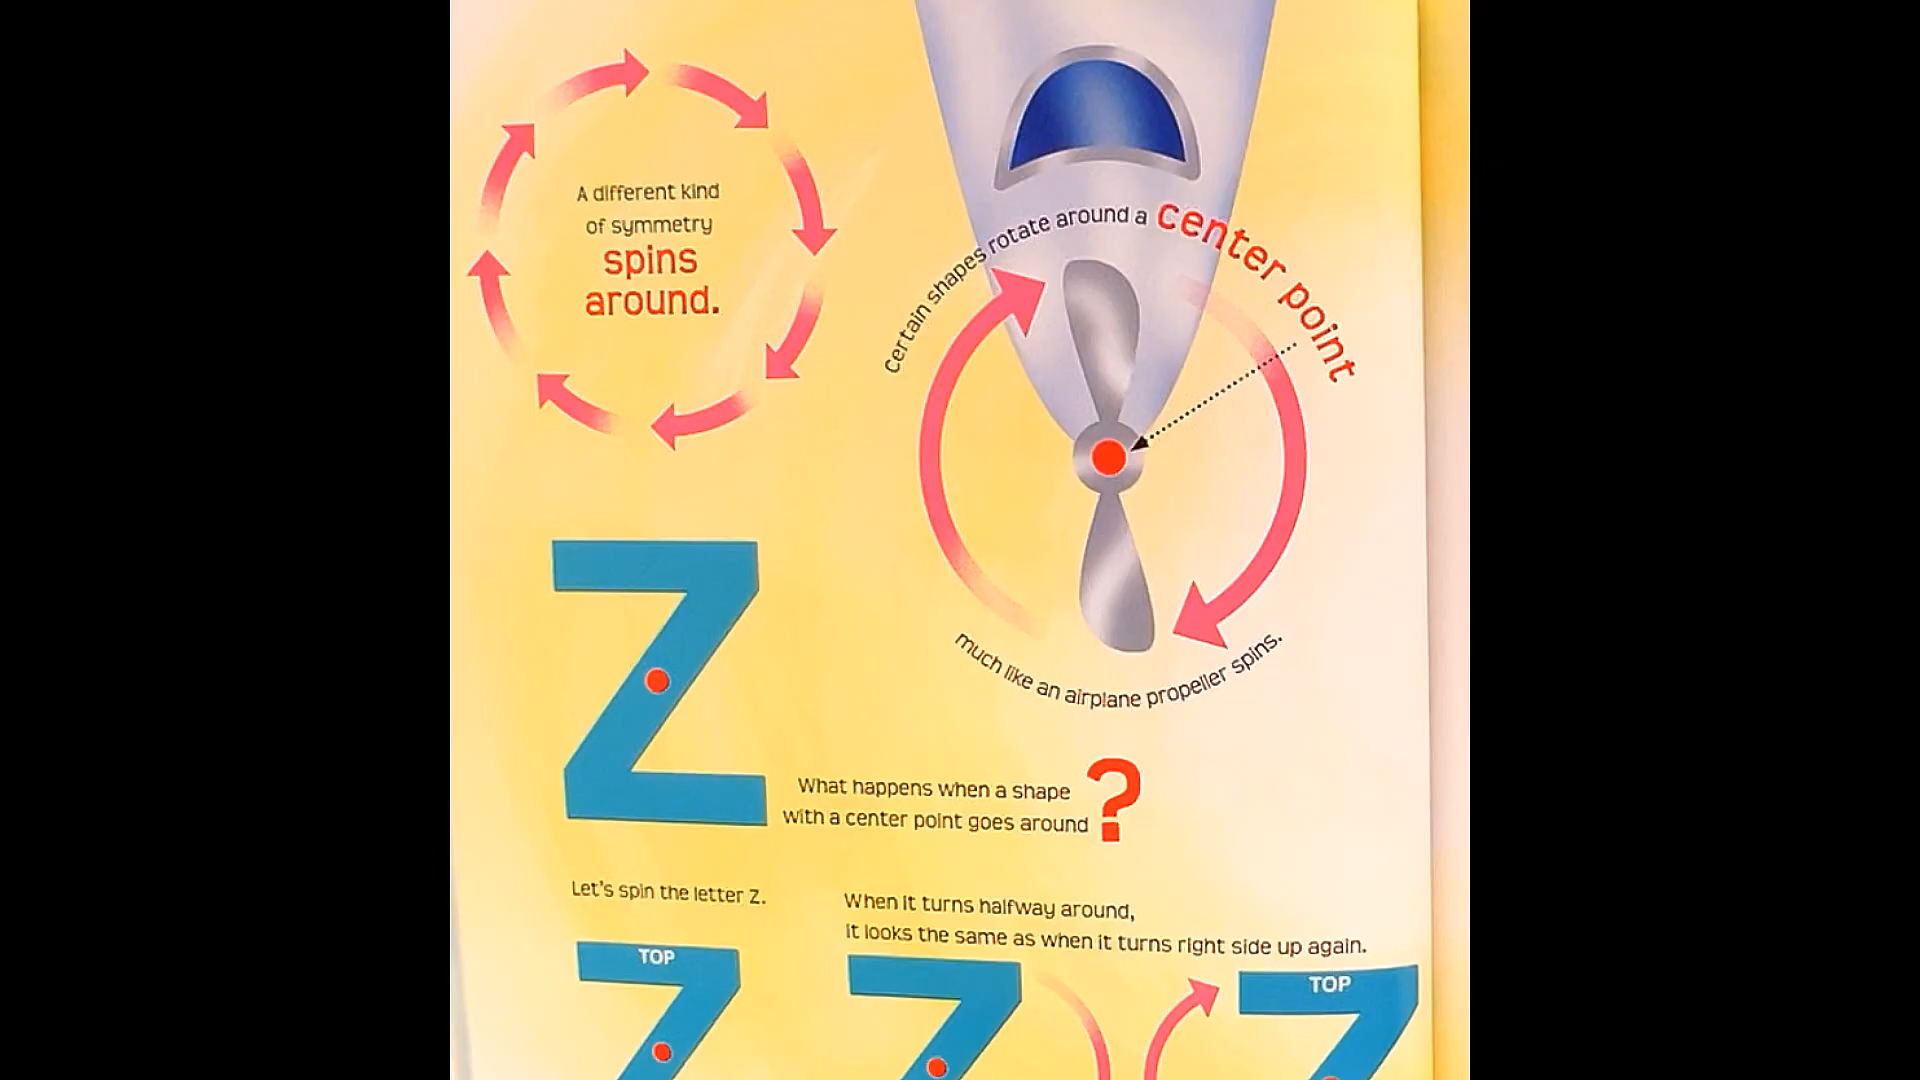 A different kind
of symmetry
spins
around.
Certain shapes rotate around a center point
much like an airplane propeller spins.
Z
What happens when a shape
with a center point goes around?
Let's spin the letter Z.
When it turns halfway around,
it looks the same as when it turns right side up again.
TOP
TOP
Z
Z
Z